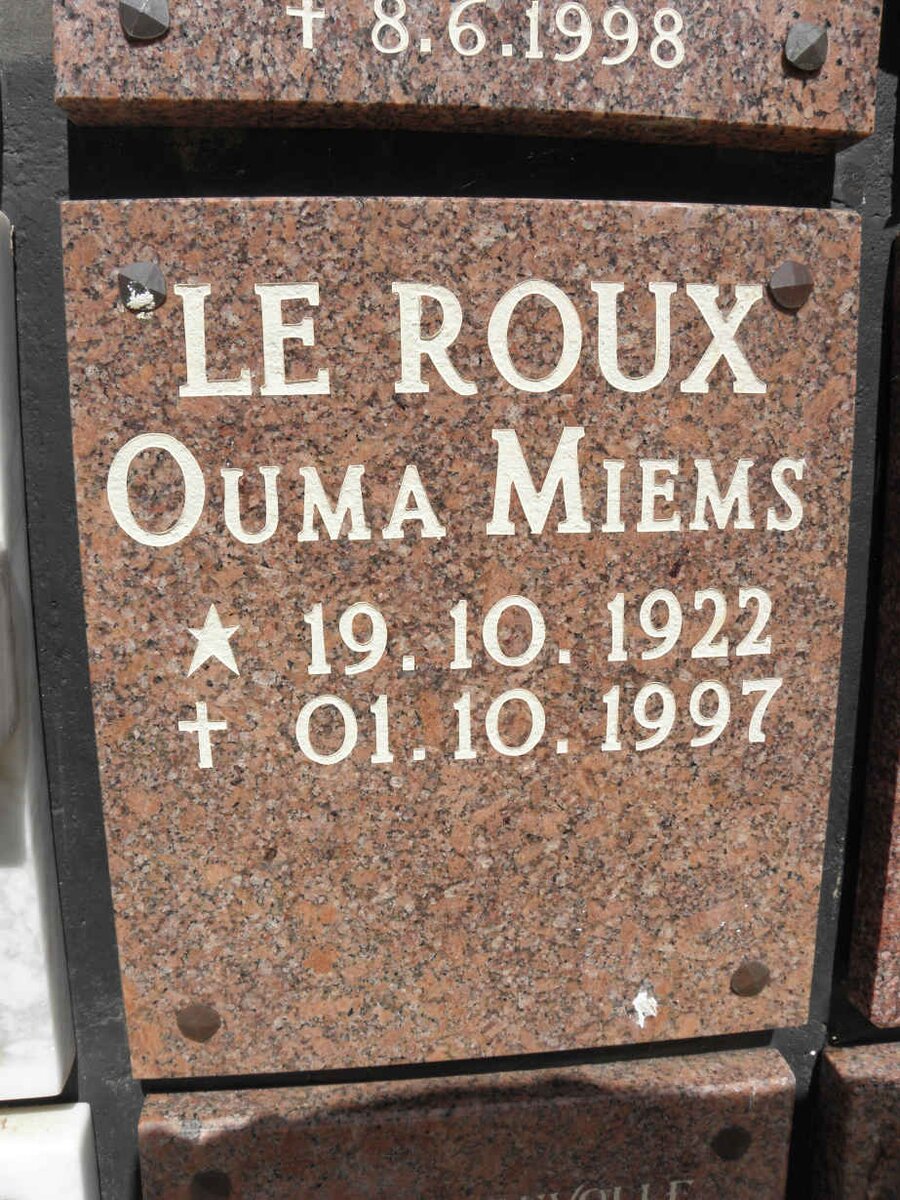 † 8.6.1998
LE ROUX
OUMA MIEMS
★ 19.10.1922
† 01.10.1997